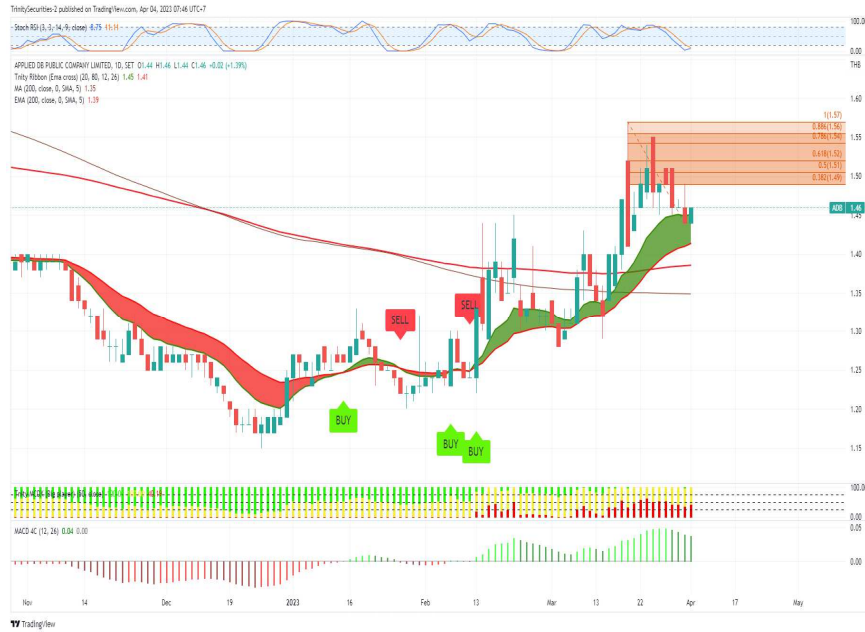 TrinitySecurities-2 published on TradingView.com, Apr 04, 2023 07:46 UTC+7
Stoch RSI (3, 3, 14, 9, close) 8.75 11.11
100.0
0.00
APPLIED DB PUBLIC COMPANY LIMITED, 1D, SET O1.44 H1.46 L1.44 C1.46 +0.02 (+1.39%)
THB
Trnity Ribbon (Ema cross) (20, 80, 12, 26) 1.45 1.41
MA (200, close, 0, SMA, 5) 1.35
EMA (200, close, 0, SMA, 5) 1.39
1.60
1(1.57)
0.886(1.56)
0.786(1.54)
1.55
0.618(1.52)
0.5(1.51)
1.50
0.382(1.49)
ADB 1.46
1.45
1.40
1.35
SELL
SELL
1.30
1.25
BUY
1.20
BUY
BUY
1.15
100.0
0.00
MACD 4C (12, 26) 0.04 0.00
0.05
0.00
Nov 14 Dec 19 2023 16 Feb 13 Mar 13 22 Apr 17 May
TradingView